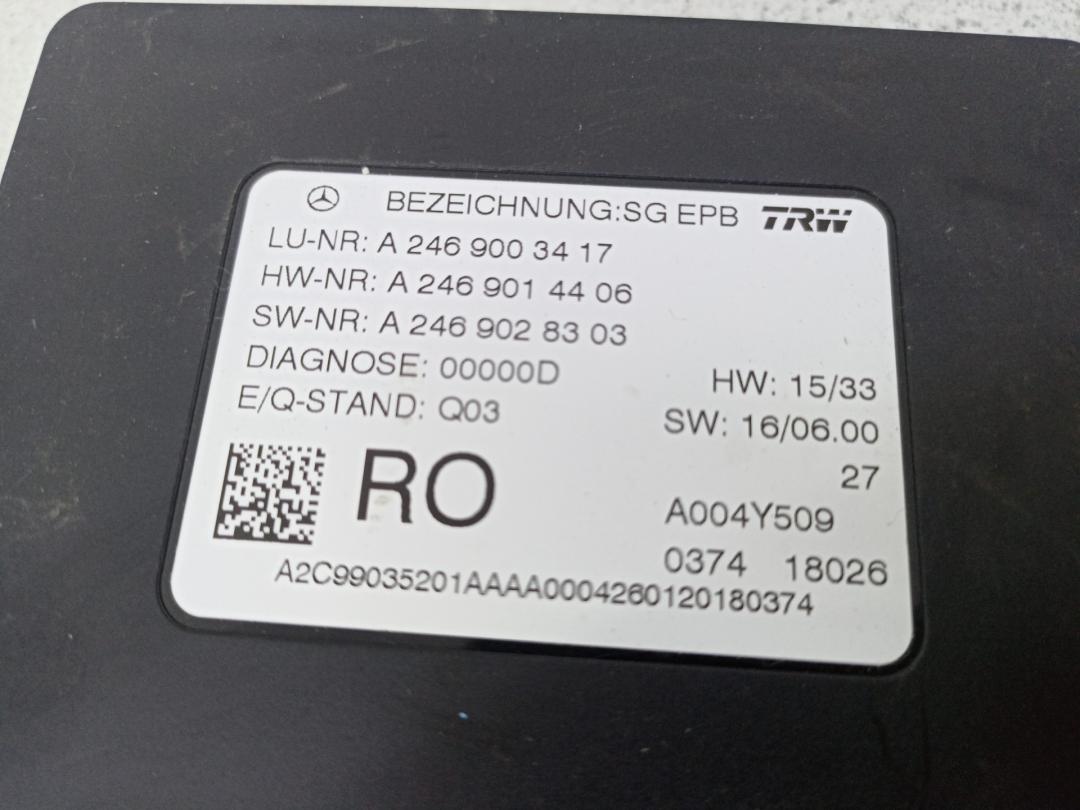 BEZEICHNUNG:SG EPB TRW
LU-NR: A 246 900 34 17
HW-NR: A 246 901 44 06
SW-NR: A 246 902 83 03
DIAGNOSE: 00000D
HW: 15/33
E/Q-STAND: Q03
SW: 16/06.00
27
RO
A004Y509
0374 18026
A2C99035201AAAA0004260120180374